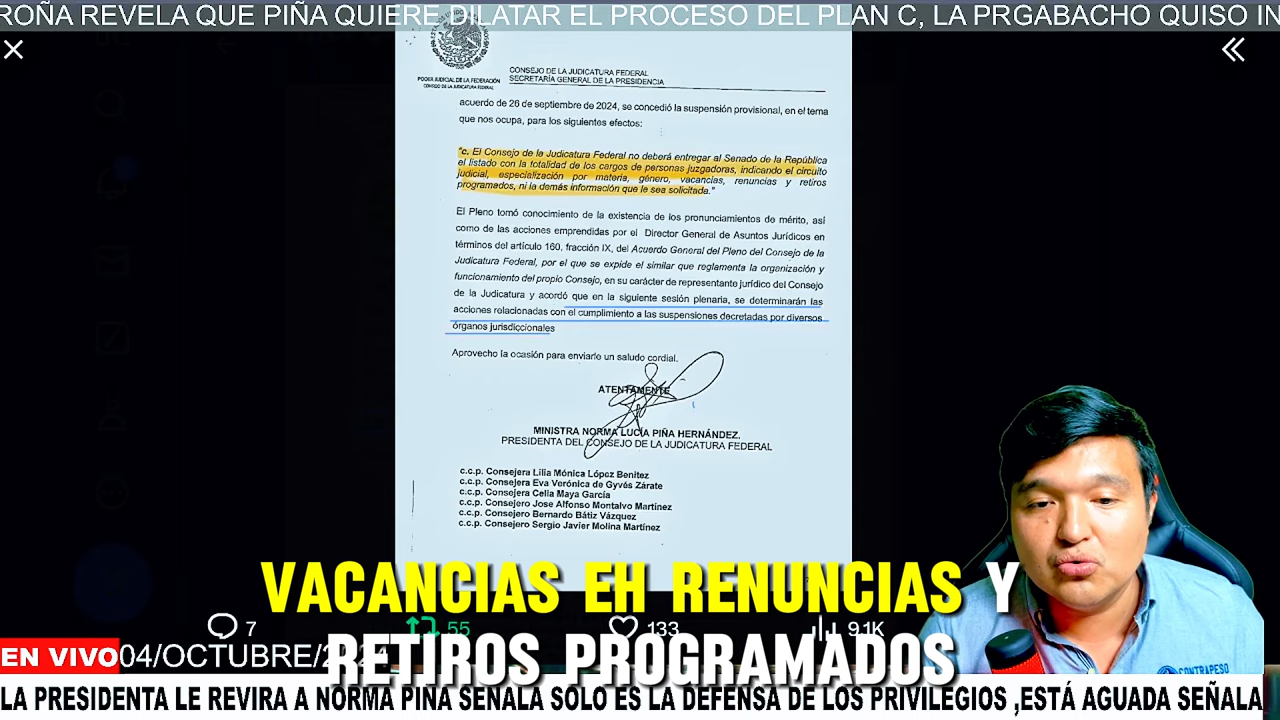 ROÑA REVELA QUE PIÑA QUIERE DILATAR EL PROCESO DEL PLAN C, LA PRGABACHO QUISO IN
CONSEJO DE LA JUDICATURA FEDERAL
SECRETARÍA GENERAL DE LA PRESIDENCIA
PODER JUDICIAL DE LA FEDERACIÓN
CONSEJO DE LA JUDICATURA FEDERAL
acuerdo de 26 de septiembre de 2024, se concedió la suspensión provisional, en el tema
que nos ocupa, para los siguientes efectos:
"c. El Consejo de la Judicatura Federal no deberá entregar al Senado de la República
el listado con la totalidad de los cargos de personas juzgadoras, indicando el circuito
judicial, especialización por materia, género, vacancias, renuncias y retiros
programados, ni la demás información que le sea solicitada."
El Pleno tomó conocimiento de la existencia de los pronunciamientos de mérito, así
como de las acciones emprendidas por el Director General de Asuntos Jurídicos en
términos del artículo 160, fracción IX, del Acuerdo General del Pleno del Consejo de la
Judicatura Federal, por el que se expide el similar que reglamenta la organización y
funcionamiento del propio Consejo, en su carácter de representante jurídico del Consejo
de la Judicatura y acordó que en la siguiente sesión plenaria, se determinarán las
acciones relacionadas con el cumplimiento a las suspensiones decretadas por diversos
órganos jurisdiccionales
Aprovecho la ocasión para enviarle un saludo cordial.
ATENTAMENTE
MINISTRA NORMA LUCÍA PIÑA HERNÁNDEZ.
PRESIDENTA DEL CONSEJO DE LA JUDICATURA FEDERAL
c.c.p. Consejera Lilia Mónica López Benítez
c.c.p. Consejera Eva Verónica de Gyvés Zárate
c.c.p. Consejera Celia Maya García
c.c.p. Consejero Jose Alfonso Montalvo Martínez
c.c.p. Consejero Bernardo Bátiz Vázquez
c.c.p. Consejero Sergio Javier Molina Martínez
VACANCIAS EH RENUNCIAS Y
7 55 133 9.1K
RETIROS PROGRAMADOS
EN VIVO 04/OCTUBRE/2024
CONTRAPESO
LA PRESIDENTA LE REVIRA A NORMA PIÑA SEÑALA SOLO ES LA DEFENSA DE LOS PRIVILEGIOS ,ESTÁ AGUADA SEÑALA